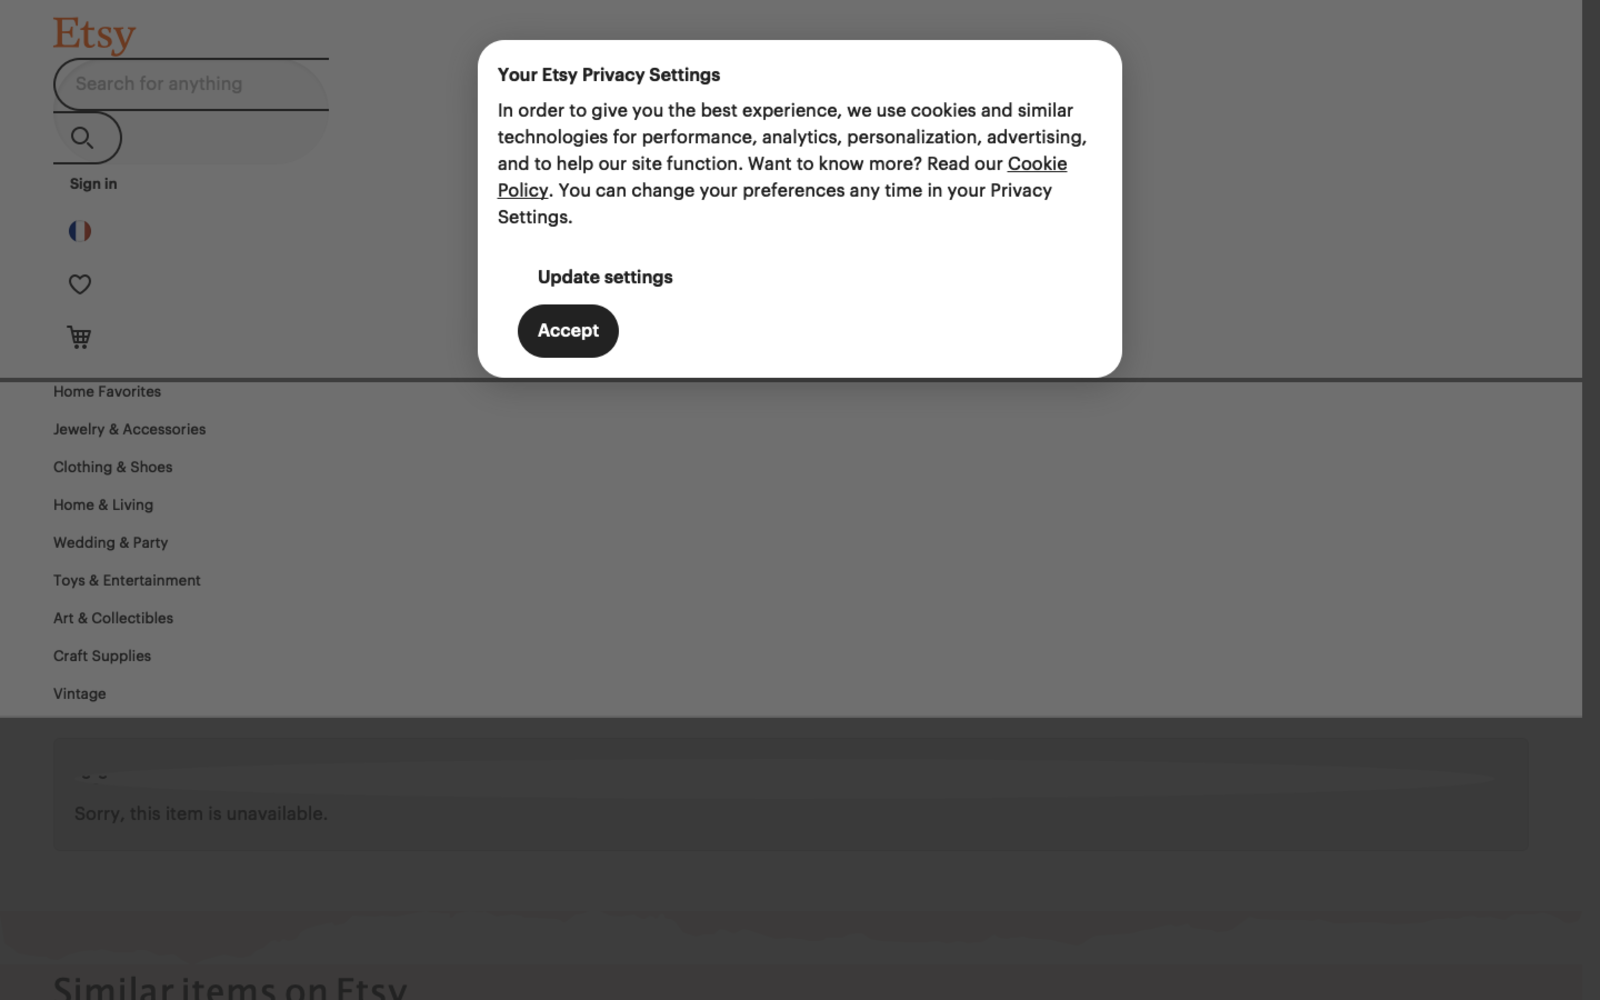 Etsy
Search for anything
Sign in
Your Etsy Privacy Settings
In order to give you the best experience, we use cookies and similar
technologies for performance, analytics, personalization, advertising,
and to help our site function. Want to know more? Read our Cookie
Policy. You can change your preferences any time in your Privacy
Settings.
Update settings
Accept
Home Favorites
Jewelry & Accessories
Clothing & Shoes
Home & Living
Wedding & Party
Toys & Entertainment
Art & Collectibles
Craft Supplies
Vintage
Sorry, this item is unavailable.
Similar items on Etsy